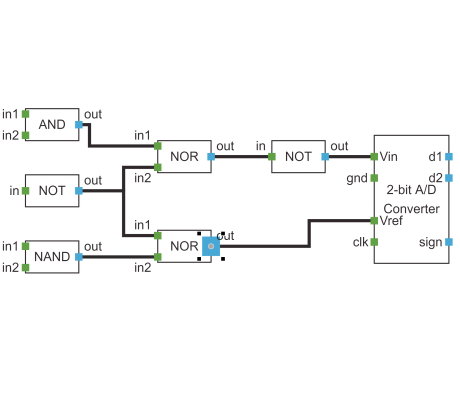 in1 out
AND
in2
in1 out in out
NOR NOT Vin d1
in2
out gnd d2
in NOT 2-bit A/D
Converter
in1 Vref
out
in1 out NOR clk sign
NAND
in2 in2